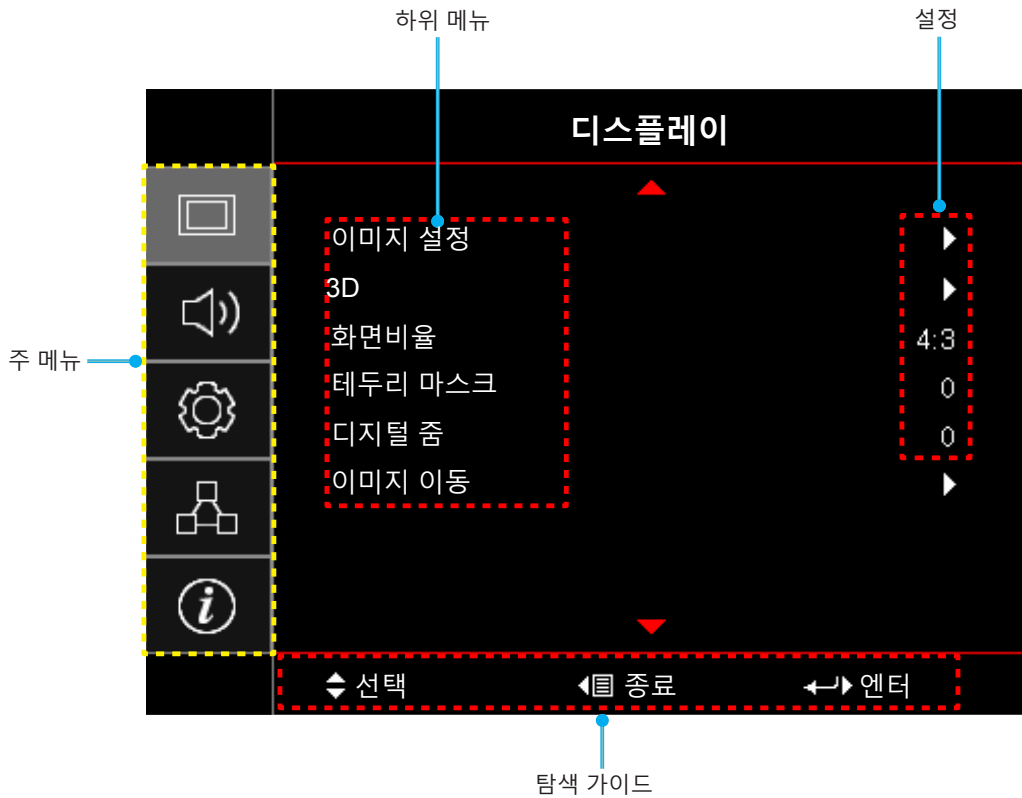 하위 메뉴
설정
디스플레이
이미지 설정
3D
화면비율 4:3
테두리 마스크 0
디지털 줌 0
이미지 이동
주 메뉴
선택 종료 엔터
탐색 가이드